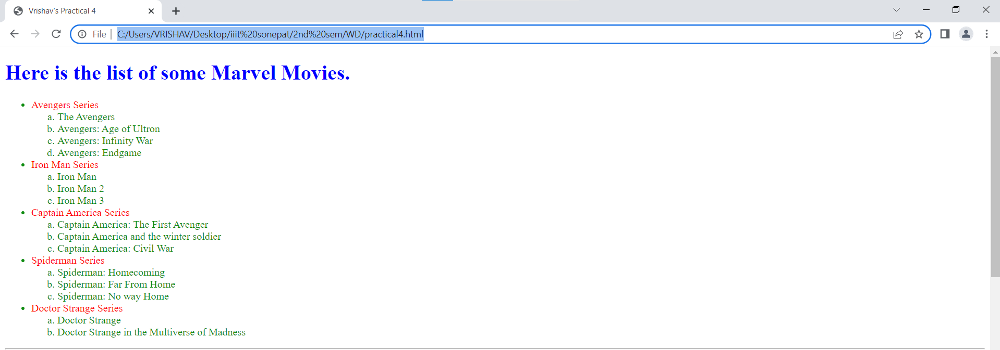 Vrishav's Practical 4
File | C:/Users/VRISHAV/Desktop/iiit%20sonepat/2nd%20sem/WD/practical4.html
Here is the list of some Marvel Movies.
• Avengers Series
a. The Avengers
b. Avengers: Age of Ultron
c. Avengers: Infinity War
d. Avengers: Endgame
• Iron Man Series
a. Iron Man
b. Iron Man 2
c. Iron Man 3
• Captain America Series
a. Captain America: The First Avenger
b. Captain America and the winter soldier
c. Captain America: Civil War
• Spiderman Series
a. Spiderman: Homecoming
b. Spiderman: Far From Home
c. Spiderman: No way Home
• Doctor Strange Series
a. Doctor Strange
b. Doctor Strange in the Multiverse of Madness